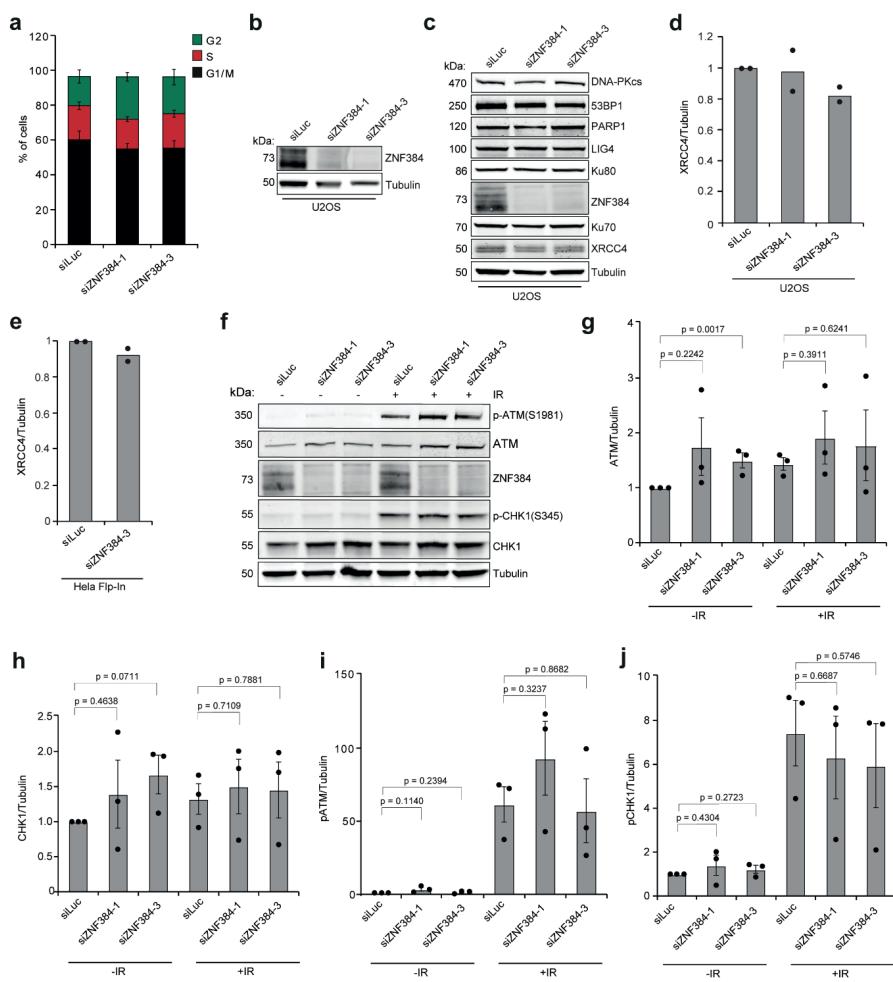 a
G2
S
G1/M
120
100
80
60
40
20
0
% of cells
siLuc
siZNF384-1
siZNF384-3
b
siLuc
siZNF384-1
siZNF384-3
kDa:
73
ZNF384
50
Tubulin
U2OS
c
siLuc
siZNF384-1
siZNF384-3
kDa:
470
DNA-PKcs
250
53BP1
120
PARP1
100
LIG4
86
Ku80
73
ZNF384
70
Ku70
50
XRCC4
50
Tubulin
U2OS
d
1.2
1
0.8
0.6
0.4
0.2
0
XRCC4/Tubulin
siLuc
siZNF384-1
siZNF384-3
U2OS
e
1
0.8
0.6
0.4
0.2
0
XRCC4/Tubulin
siLuc
siZNF384-3
Hela Flp-In
f
siLuc
siZNF384-1
siZNF384-3
siLuc
siZNF384-1
siZNF384-3
kDa:
- - - + + + IR
350
p-ATM(S1981)
350
ATM
73
ZNF384
55
p-CHK1(S345)
55
CHK1
50
Tubulin
g
p = 0.0017
p = 0.2242
p = 0.6241
p = 0.3911
4
3
2
1
0
ATM/Tubulin
siLuc
siZNF384-1
siZNF384-3
siLuc
siZNF384-1
siZNF384-3
-IR
+IR
h
p = 0.0711
p = 0.4638
p = 0.7881
p = 0.7109
2.5
2.0
1.5
1.0
0.5
0
CHK1/Tubulin
siLuc
siZNF384-1
siZNF384-3
siLuc
siZNF384-1
siZNF384-3
-IR
+IR
i
p = 0.8682
p = 0.3237
p = 0.2394
p = 0.1140
150
100
50
0
pATM/Tubulin
siLuc
siZNF384-1
siZNF384-3
siLuc
siZNF384-1
siZNF384-3
-IR
+IR
j
p = 0.5746
p = 0.6687
p = 0.2723
p = 0.4304
10
8
6
4
2
0
pCHK1/Tubulin
siLuc
siZNF384-1
siZNF384-3
siLuc
siZNF384-1
siZNF384-3
-IR
+IR